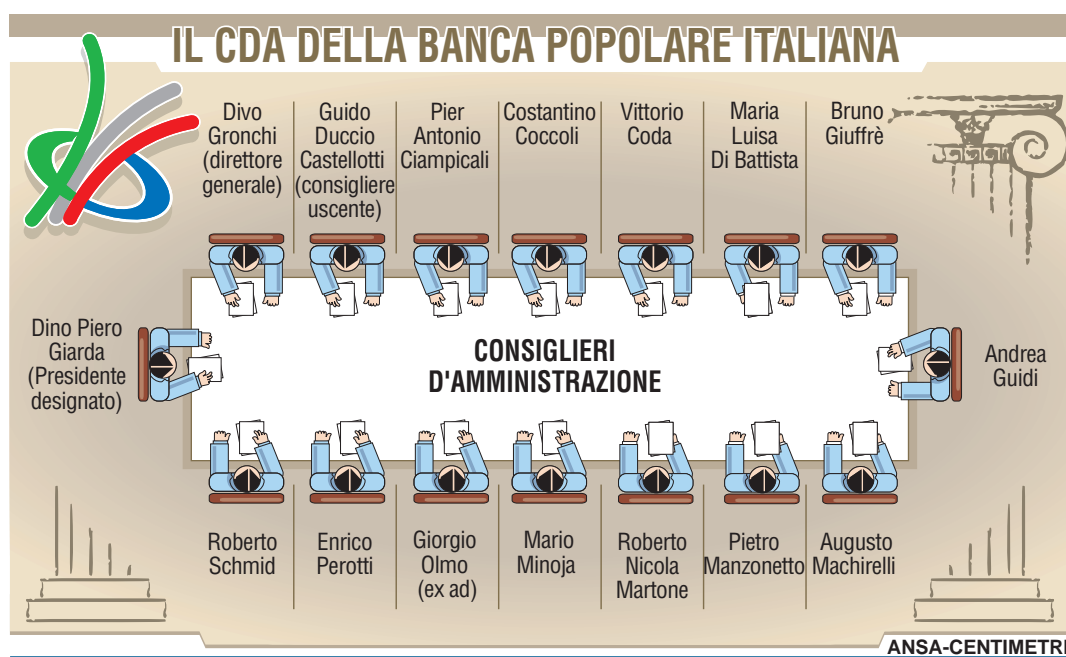 IL CDA DELLA BANCA POPOLARE ITALIANA
Divo
Gronchi
(direttore
generale)
Guido
Duccio
Castellotti
(consigliere
uscente)
Pier
Antonio
Ciampicali
Costantino
Coccoli
Vittorio
Coda
Maria
Luisa
Di Battista
Bruno
Giuffrè
Dino Piero
Giarda
(Presidente
designato)
CONSIGLIERI
D'AMMINISTRAZIONE
Andrea
Guidi
Roberto
Schmid
Enrico
Perotti
Giorgio
Olmo
(ex ad)
Mario
Minoja
Roberto
Nicola
Martone
Pietro
Manzonetto
Augusto
Machirelli
ANSA-CENTIMETRI